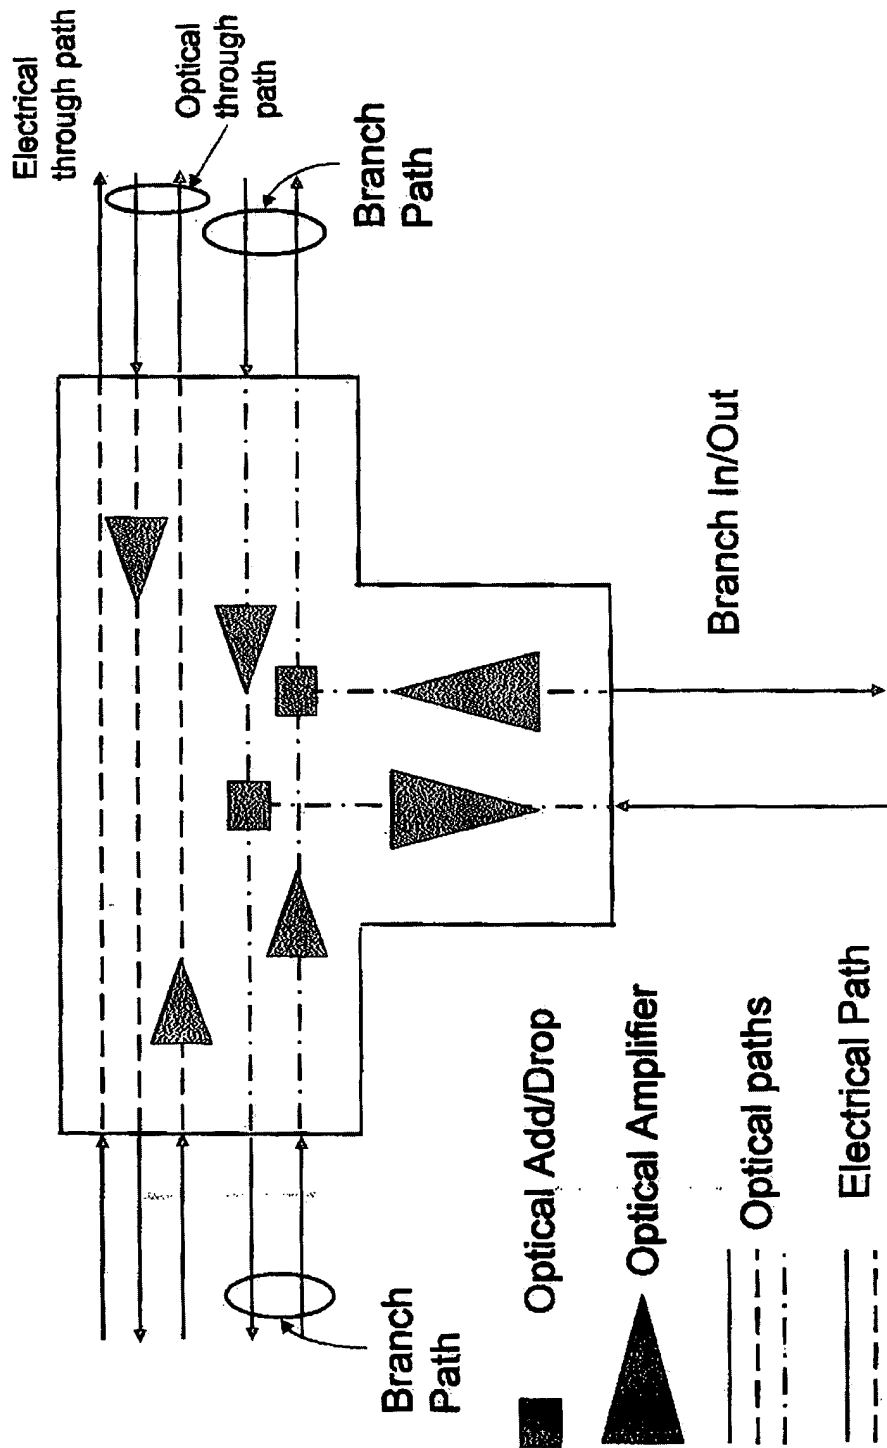 Electrical
through path
Optical
through
path
Branch
Path
Branch In/Out
Branch
Path
Optical Add/Drop
Optical Amplifier
Optical paths
Electrical Path